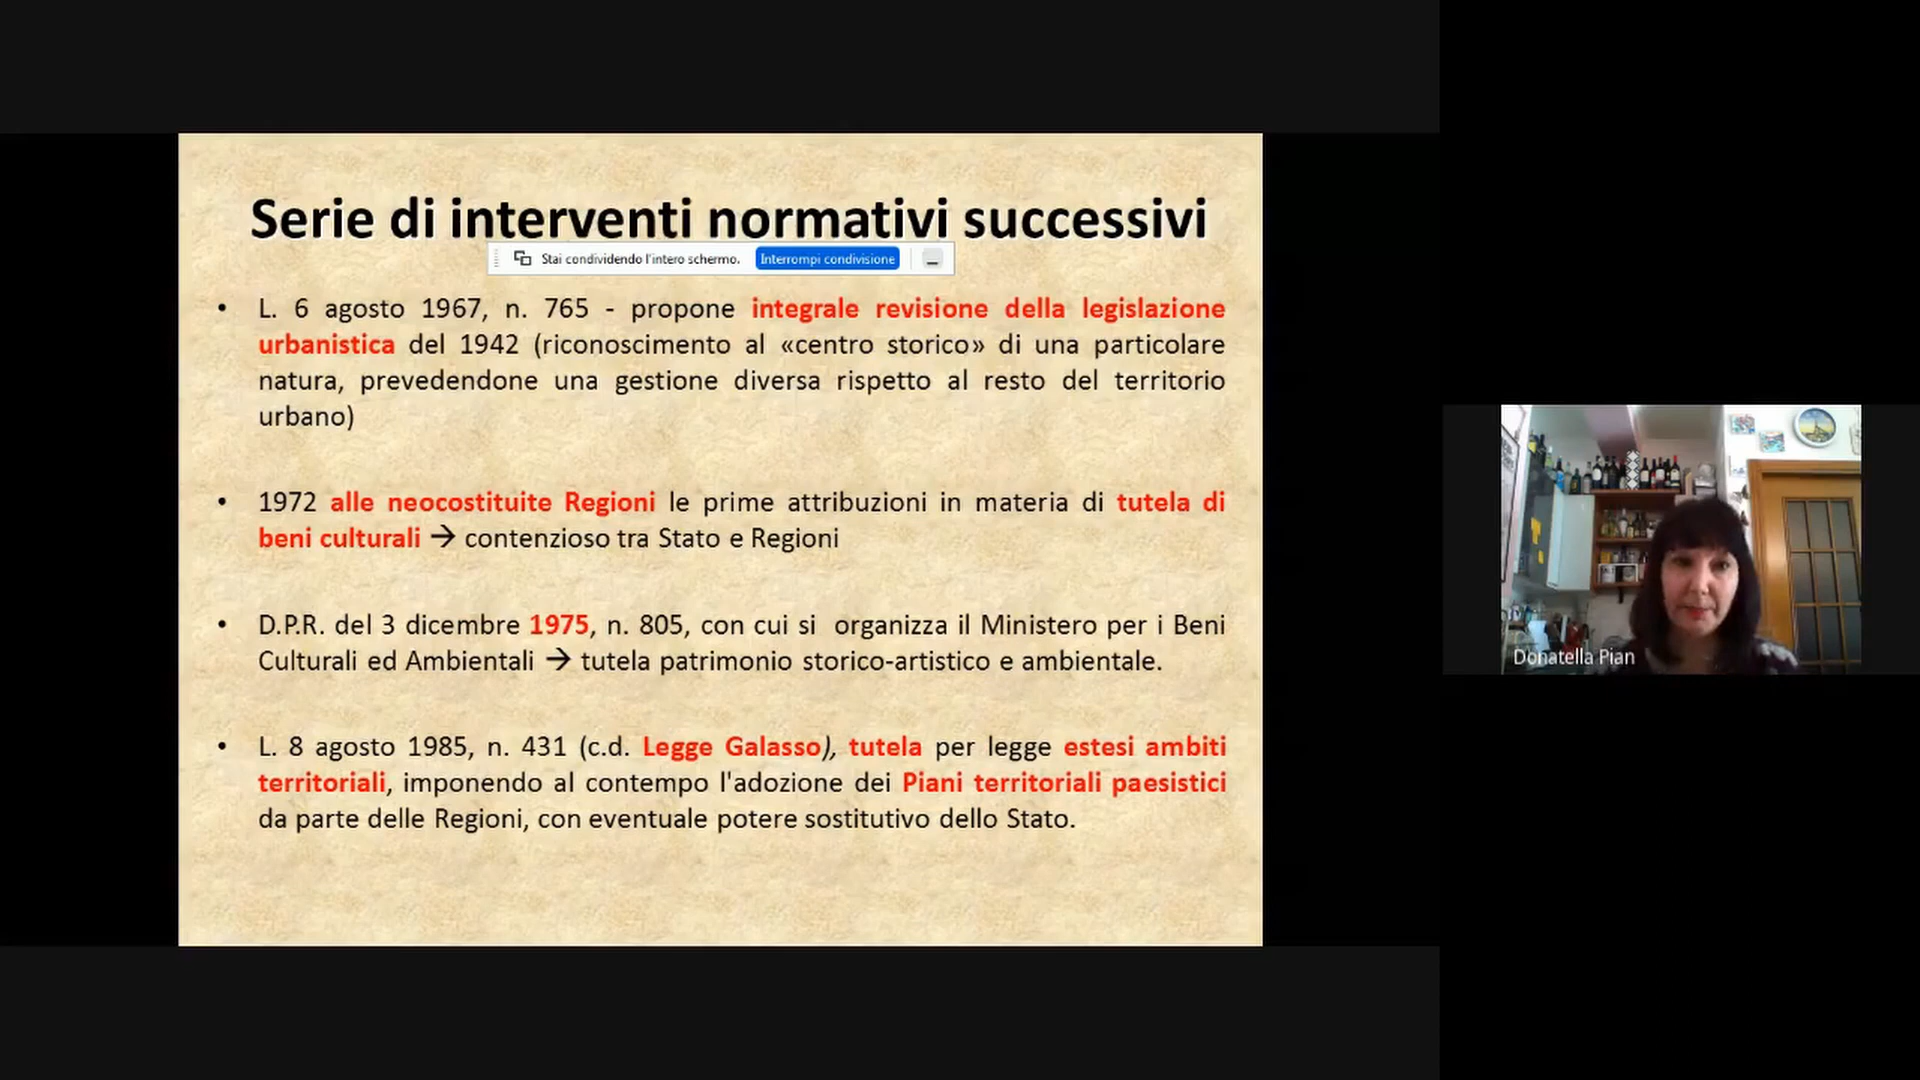 Serie di interventi normativi successivi
Stai condividendo l'intero schermo. Interrompi condivisione
• L. 6 agosto 1967, n. 765 - propone integrale revisione della legislazione
urbanistica del 1942 (riconoscimento al «centro storico» di una particolare
natura, prevedendone una gestione diversa rispetto al resto del territorio
urbano)
• 1972 alle neocostituite Regioni le prime attribuzioni in materia di tutela di
beni culturali → contenzioso tra Stato e Regioni
• D.P.R. del 3 dicembre 1975, n. 805, con cui si organizza il Ministero per i Beni
Culturali ed Ambientali → tutela patrimonio storico-artistico e ambientale.
• L. 8 agosto 1985, n. 431 (c.d. Legge Galasso), tutela per legge estesi ambiti
territoriali, imponendo al contempo l'adozione dei Piani territoriali paesistici
da parte delle Regioni, con eventuale potere sostitutivo dello Stato.
Donatella Pian